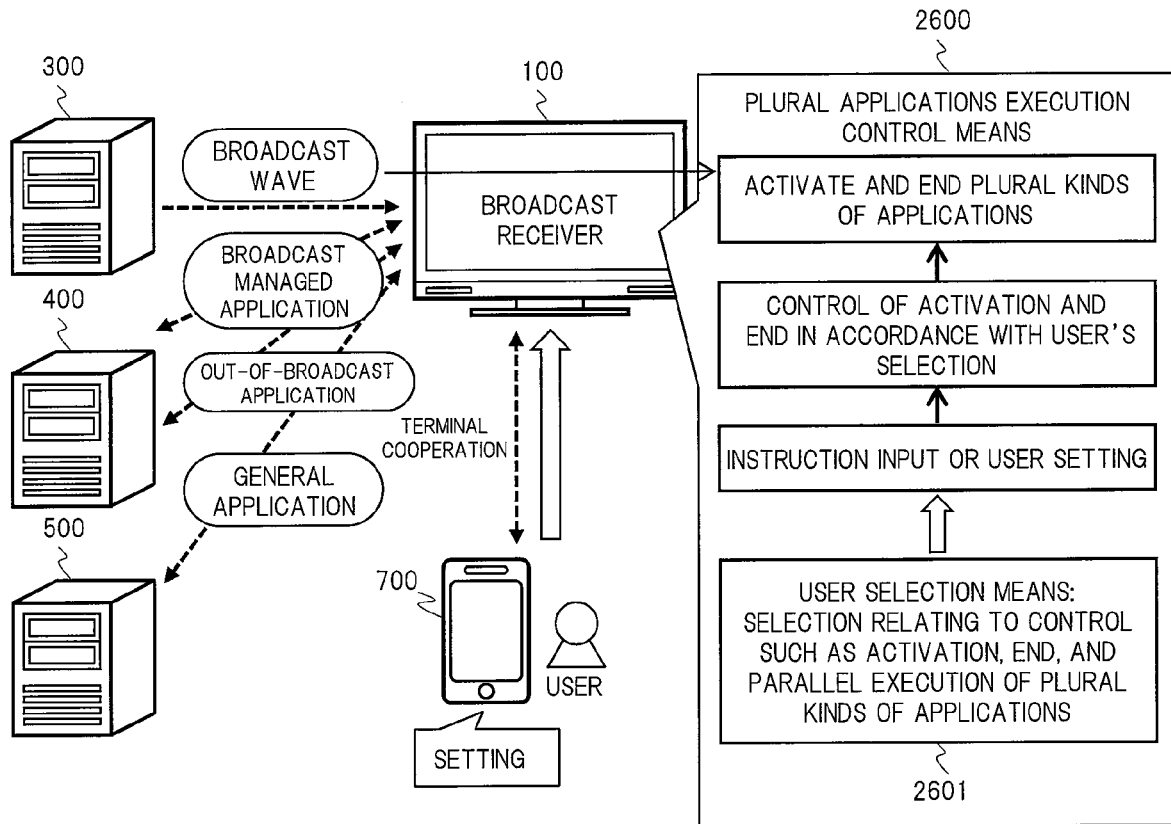 300
BROADCAST
WAVE
100
BROADCAST
RECEIVER
BROADCAST
MANAGED
APPLICATION
400
OUT-OF-BROADCAST
APPLICATION
GENERAL
APPLICATION
500
TERMINAL
COOPERATION
700
USER
SETTING
2600
PLURAL APPLICATIONS EXECUTION
CONTROL MEANS
ACTIVATE AND END PLURAL KINDS
OF APPLICATIONS
CONTROL OF ACTIVATION AND
END IN ACCORDANCE WITH USER'S
SELECTION
INSTRUCTION INPUT OR USER SETTING
USER SELECTION MEANS:
SELECTION RELATING TO CONTROL
SUCH AS ACTIVATION, END, AND
PARALLEL EXECUTION OF PLURAL
KINDS OF APPLICATIONS
2601